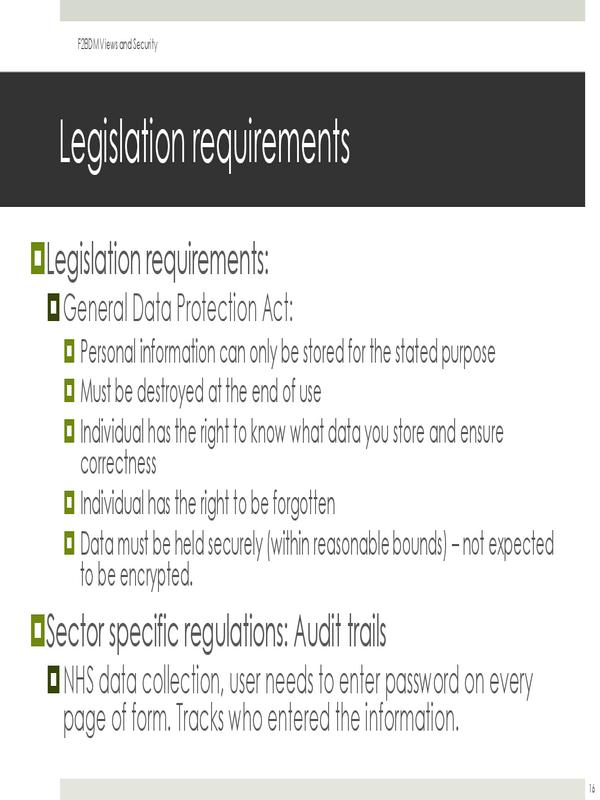 F2BDM Views and Security
Legislation requirements
Legislation requirements:
General Data Protection Act:
Personal information can only be stored for the stated purpose
Must be destroyed at the end of use
Individual has the right to know what data you store and ensure
correctness
Individual has the right to be forgotten
Data must be held securely (within reasonable bounds) – not expected
to be encrypted.
Sector specific regulations: Audit trails
NHS data collection, user needs to enter password on every
page of form. Tracks who entered the information.
16